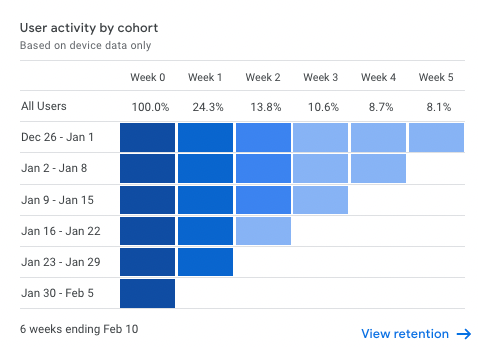 User activity by cohort
Based on device data only
Week 0 Week 1 Week 2 Week 3 Week 4 Week 5
All Users 100.0% 24.3% 13.8% 10.6% 8.7% 8.1%
Dec 26 - Jan 1
Jan 2 - Jan 8
Jan 9 - Jan 15
Jan 16 - Jan 22
Jan 23 - Jan 29
Jan 30 - Feb 5
6 weeks ending Feb 10
View retention →